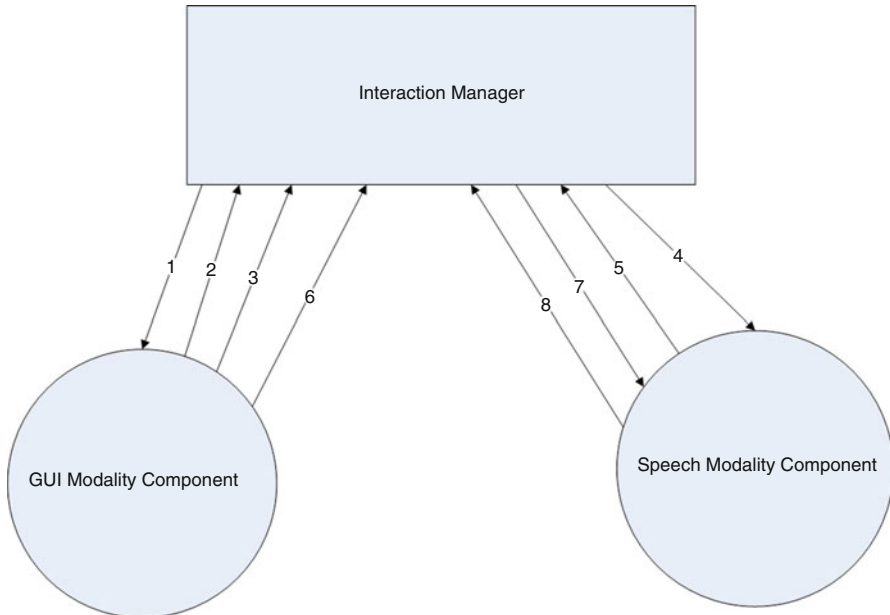 Interaction Manager
1
2
3
6
8
7
5
4
GUI Modality Component
Speech Modality Component